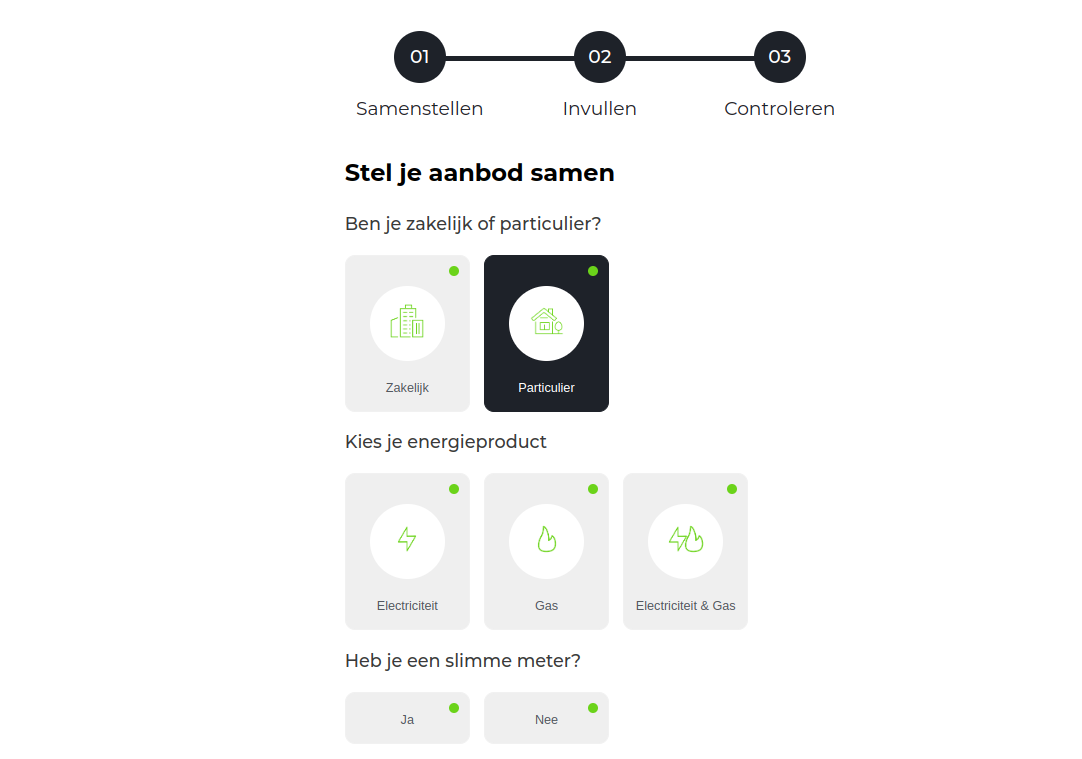 01 02 03
Samenstellen Invullen Controleren
Stel je aanbod samen
Ben je zakelijk of particulier?
Zakelijk Particulier
Kies je energieproduct
Electriciteit Gas Electriciteit & Gas
Heb je een slimme meter?
Ja Nee